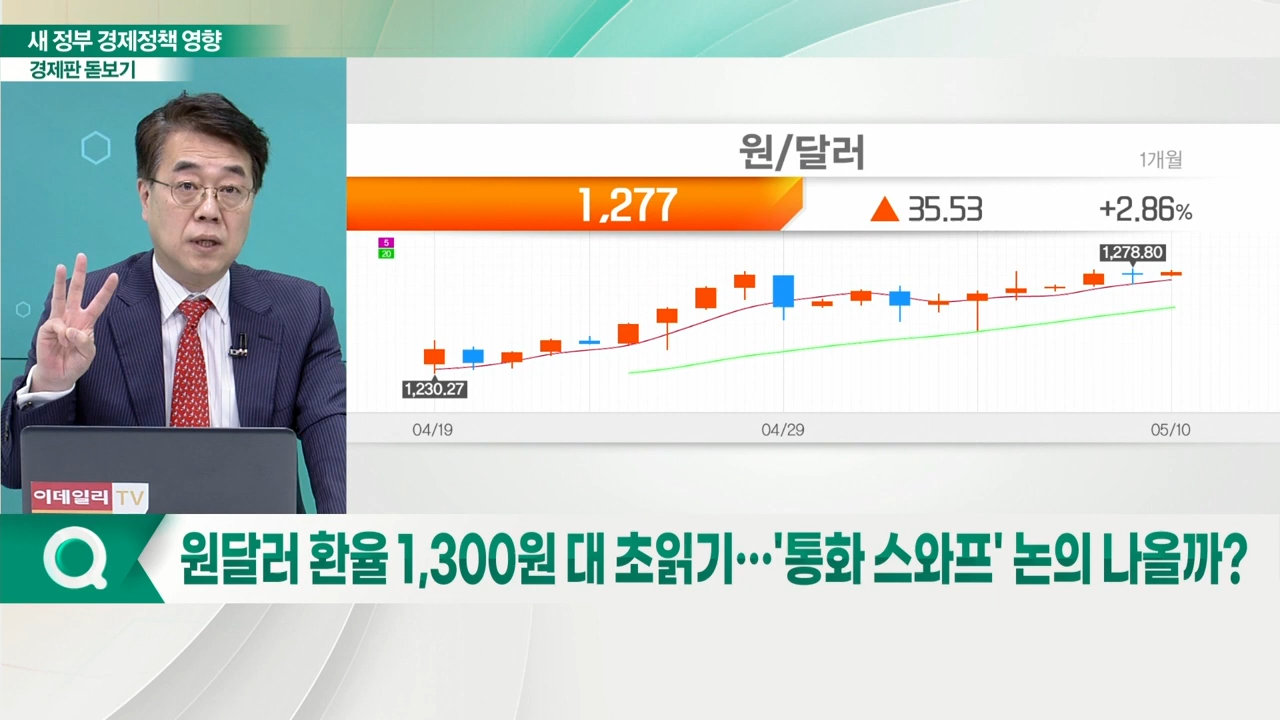 새 정부 경제정책 영향
경제판 돋보기
원/달러
1개월
1,277
▲ 35.53
+2.86%
5
20
1,278.80
1,230.27
04/19
04/29
05/10
이데일리 TV
원달러 환율 1,300원 대 초읽기…'통화 스와프' 논의 나올까?